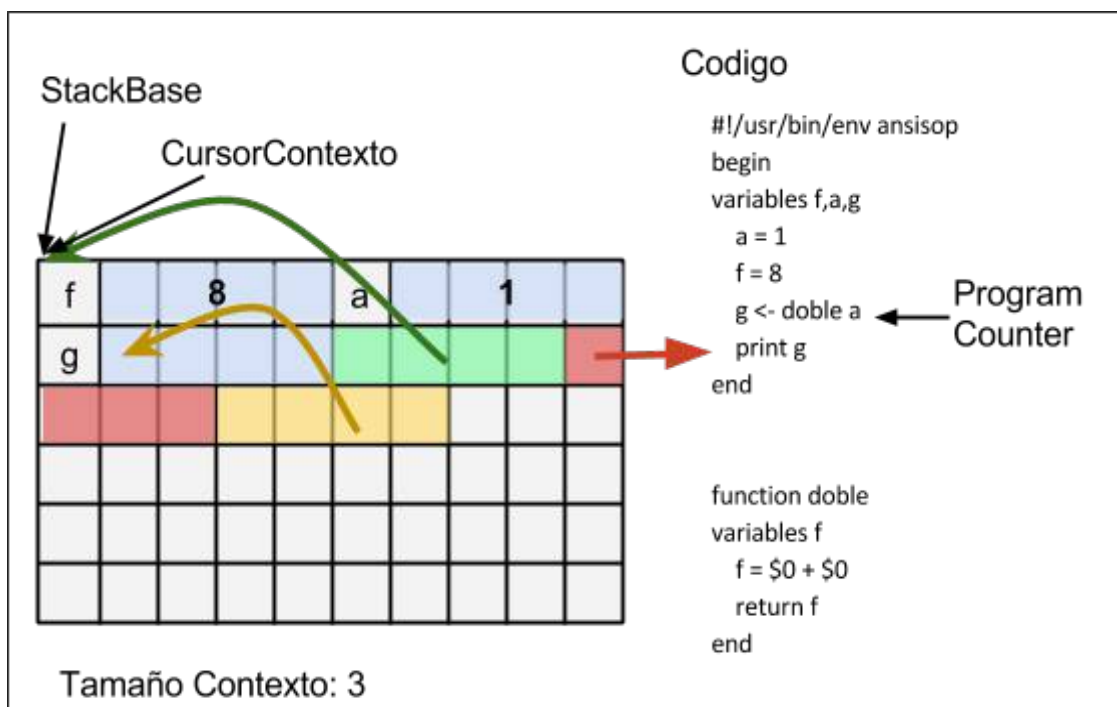 Codigo
StackBase
CursorContexto
#!/usr/bin/env ansisop
begin
variables f,a,g
a = 1
f = 8
g <- doble a
print g
end
Program
Counter
f 8 a 1
g
function doble
variables f
f = $0 + $0
return f
end
Tamaño Contexto: 3